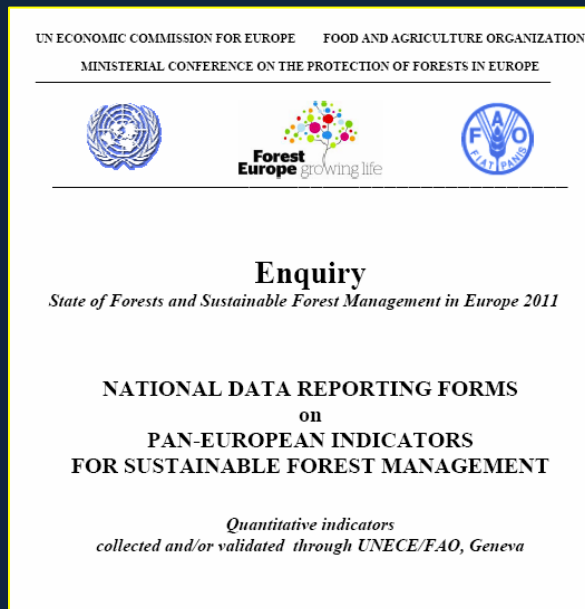 UN ECONOMIC COMMISSION FOR EUROPE FOOD AND AGRICULTURE ORGANIZATION
MINISTERIAL CONFERENCE ON THE PROTECTION OF FORESTS IN EUROPE
F A O
FIAT PANIS
Forest
Europe growing life
Enquiry
State of Forests and Sustainable Forest Management in Europe 2011
NATIONAL DATA REPORTING FORMS
on
PAN-EUROPEAN INDICATORS
FOR SUSTAINABLE FOREST MANAGEMENT
Quantitative indicators
collected and/or validated through UNECE/FAO, Geneva